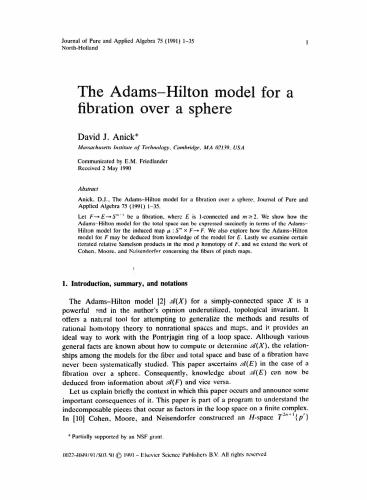 Journal of Pure and Applied Algebra 75 (1991) 1–35
North-Holland
1
The Adams–Hilton model for a
fibration over a sphere
David J. Anick*
Massachusetts Institute of Technology, Cambridge, MA 02139, USA
Communicated by E.M. Friedlander
Received 2 May 1990
Abstract
Anick, D.J., The Adams–Hilton model for a fibration over a sphere, Journal of Pure and
Applied Algebra 75 (1991) 1–35.
Let F→E→Sᵐ⁺¹ be a fibration, where E is 1-connected and m≥2. We show how the
Adams–Hilton model for the total space can be expressed succinctly in terms of the Adams–
Hilton model for the induced map μ : Sᵐ × F→F. We also explore how the Adams–Hilton
model for F may be deduced from knowledge of the model for E. Lastly we examine certain
iterated relative Samelson products in the mod p homotopy of F, and we extend the work of
Cohen, Moore, and Neisendorfer concerning the fibers of pinch maps.
1. Introduction, summary, and notations
The Adams–Hilton model [2] 𝒜(X) for a simply-connected space X is a
powerful and in the author's opinion underutilized, topological invariant. It
offers a natural tool for attempting to generalize the methods and results of
rational homotopy theory to nonrational spaces and maps, and it provides an
ideal way to work with the Pontrjagin ring of a loop space. Although various
general facts are known about how to compute or determine 𝒜(X), the relation-
ships among the models for the fiber and total space and base of a fibration have
never been systematically studied. This paper ascertains 𝒜(E) in the case of a
fibration over a sphere. Consequently, knowledge about 𝒜(E) can now be
deduced from information about 𝒜(F) and vice versa.
Let us explain briefly the context in which this paper occurs and announce some
important consequences of it. This paper is part of a program to understand the
indecomposable pieces that occur as factors in the loop space on a finite complex.
In [10] Cohen, Moore, and Neisendorfer constructed an H-space T²ⁿ⁺¹{pʳ}
* Partially supported by an NSF grant.
0022-4049/91/$03.50 © 1991 – Elsevier Science Publishers B.V. All rights reserved